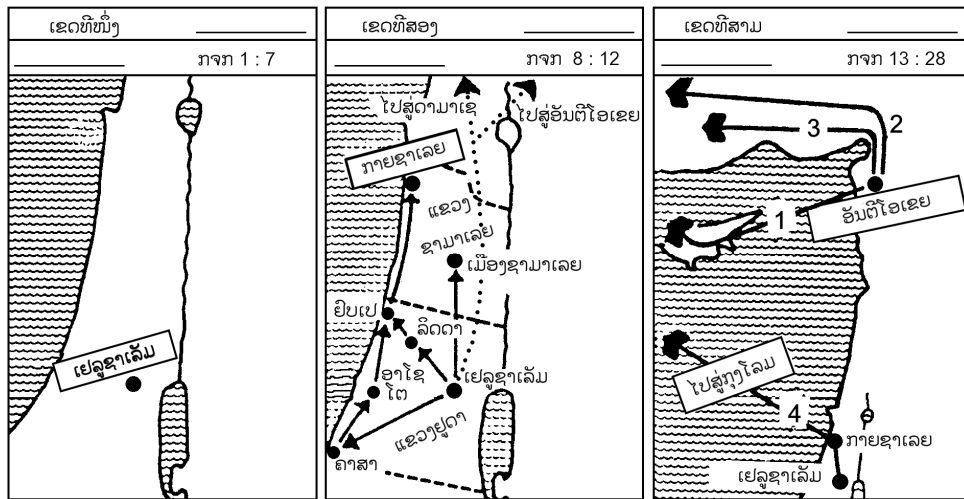 ເຂດທີໜຶ່ງ
ກຈກ 1 : 7
ເຢລູຊາເລັມ
ເຂດທີສອງ
ກຈກ 8 : 12
ໄປສູ່ດາມາເຊ
ໄປສູ່ອັນຕີໂອເຂຍ
ກາຍຊາເລຍ
ແຂວງ
ຊາມາເລຍ
ເມືອງຊາມາເລຍ
ຢົບເປ
ລິດດາ
ອາໂຊ
ໂຕ
ເຢລູຊາເລັມ
ແຂວງຢູດາ
ຄາສາ
ເຂດທີສາມ
ກຈກ 13 : 28
2
3
1
ອັນຕີໂອເຂຍ
ໄປສູ່ກຸງໂລມ
4
ກາຍຊາເລຍ
ເຢລູຊາເລັມ